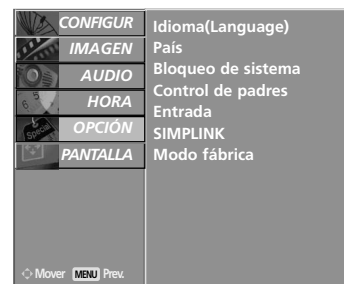 CONFIGUR
IMAGEN
AUDIO
HORA
OPCIÓN
PANTALLA
Idioma(Language)
País
Bloqueo de sistema
Control de padres
Entrada
SIMPLINK
Modo fábrica
Mover MENU Prev.